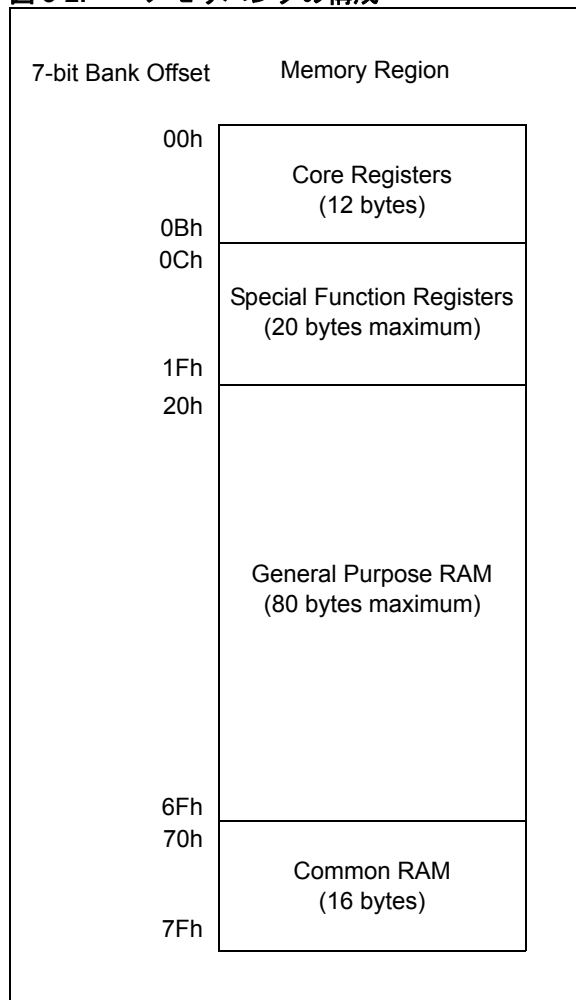 7-bit Bank Offset Memory Region
00h
Core Registers
(12 bytes)
0Bh
0Ch
Special Function Registers
(20 bytes maximum)
1Fh
20h
General Purpose RAM
(80 bytes maximum)
6Fh
70h
Common RAM
(16 bytes)
7Fh